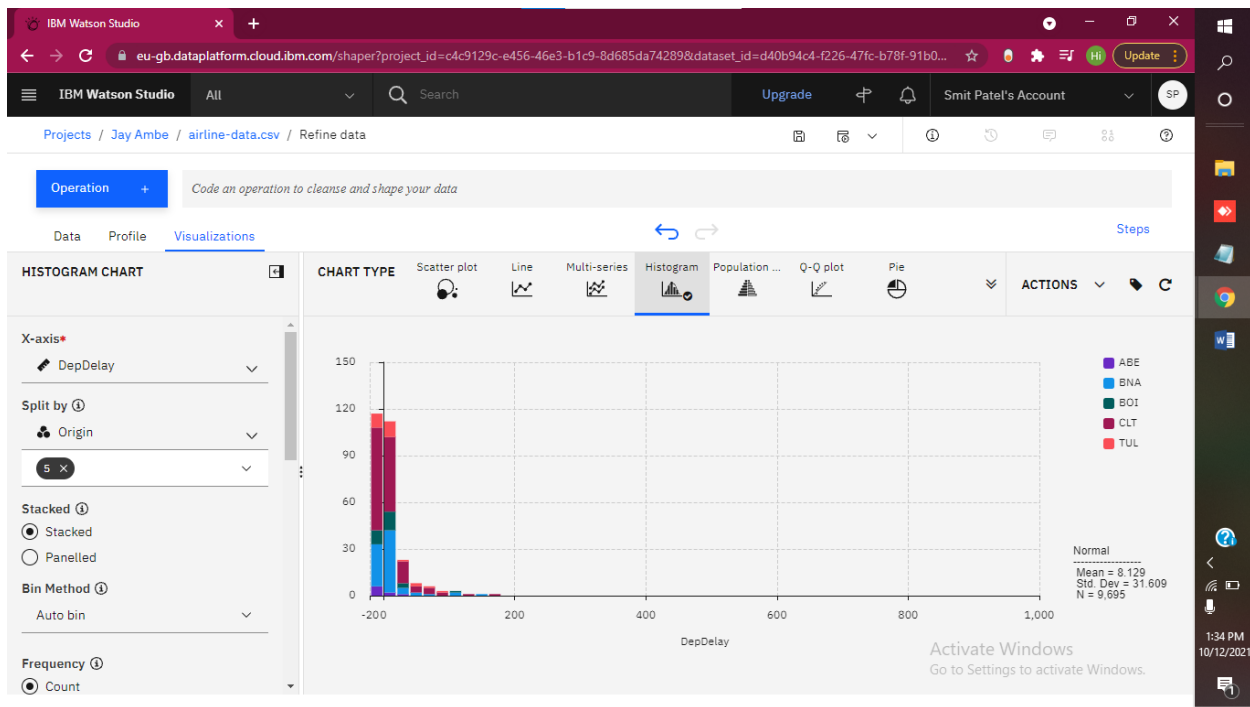 IBM Watson Studio
eu-gb.dataplatform.cloud.ibm.com/shaper?project_id=c4c9129c-e456-46e3-b1c9-8d685da74289&dataset_id=d40b94c4-f226-47fc-b78f-91b0...
Hi
Update
IBM Watson Studio
All
Search
Upgrade
Smit Patel's Account
SP
Projects / Jay Ambe / airline-data.csv / Refine data
Operation +
Code an operation to cleanse and shape your data
Data Profile Visualizations
Steps
HISTOGRAM CHART
CHART TYPE
Scatter plot
Line
Multi-series
Histogram
Population ...
Q-Q plot
Pie
ACTIONS
X-axis*
DepDelay
Split by
Origin
5 ×
Stacked
Stacked
Panelled
Bin Method
Auto bin
Frequency
Count
150
120
90
60
30
0
-200 200 400 600 800 1,000
DepDelay
ABE
BNA
BOI
CLT
TUL
Normal
--------------------
Mean = 8.129
Std. Dev = 31.609
N = 9,695
Activate Windows
Go to Settings to activate Windows.
1:34 PM
10/12/2021
1